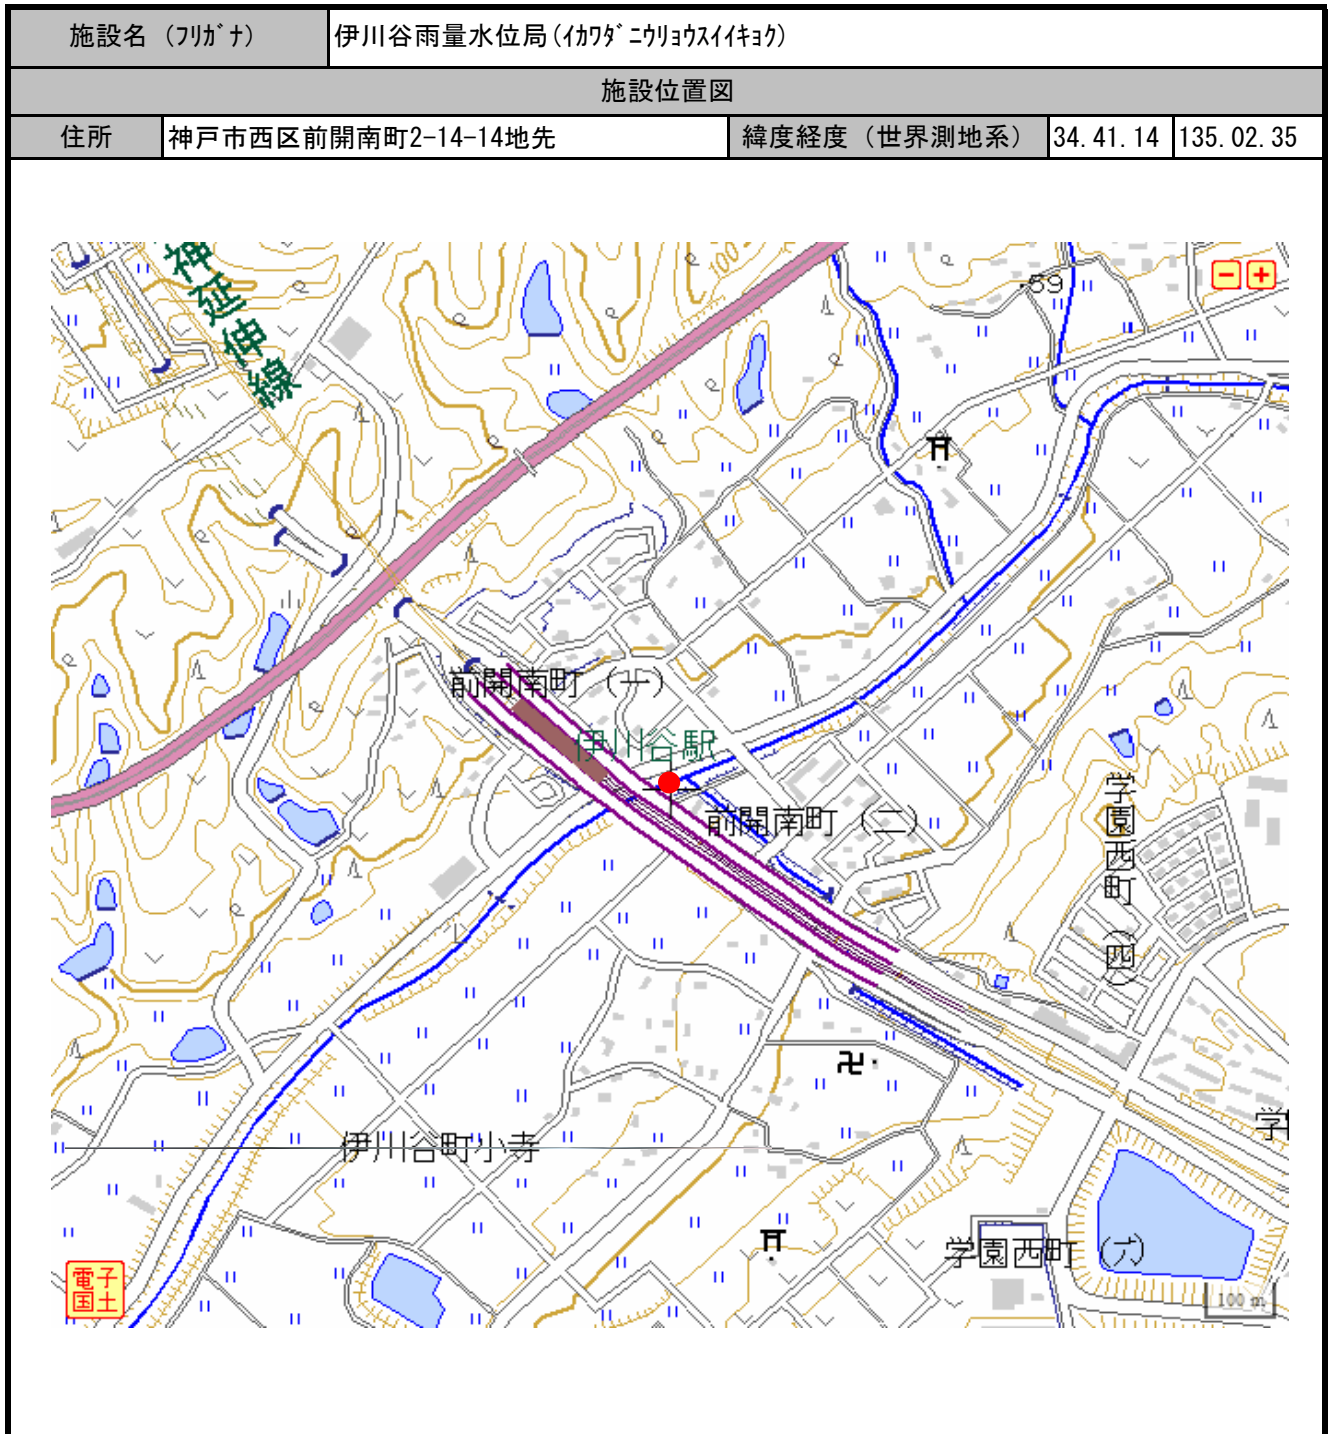 施設名（ﾌﾘｶﾞﾅ）
伊川谷雨量水位局(ｲｶﾜﾀﾞﾆｳﾘｮｳｽｲｲｷｮｸ)
施設位置図
住所
神戸市西区前開南町2-14-14地先
緯度経度（世界測地系）
34.41.14
135.02.35
神延伸線
100
59
前開南町（一）
伊川谷駅
前開南町（二）
学園西町（四）
伊川谷町小寺
学
学園西町（六）
電子
国土
100 m